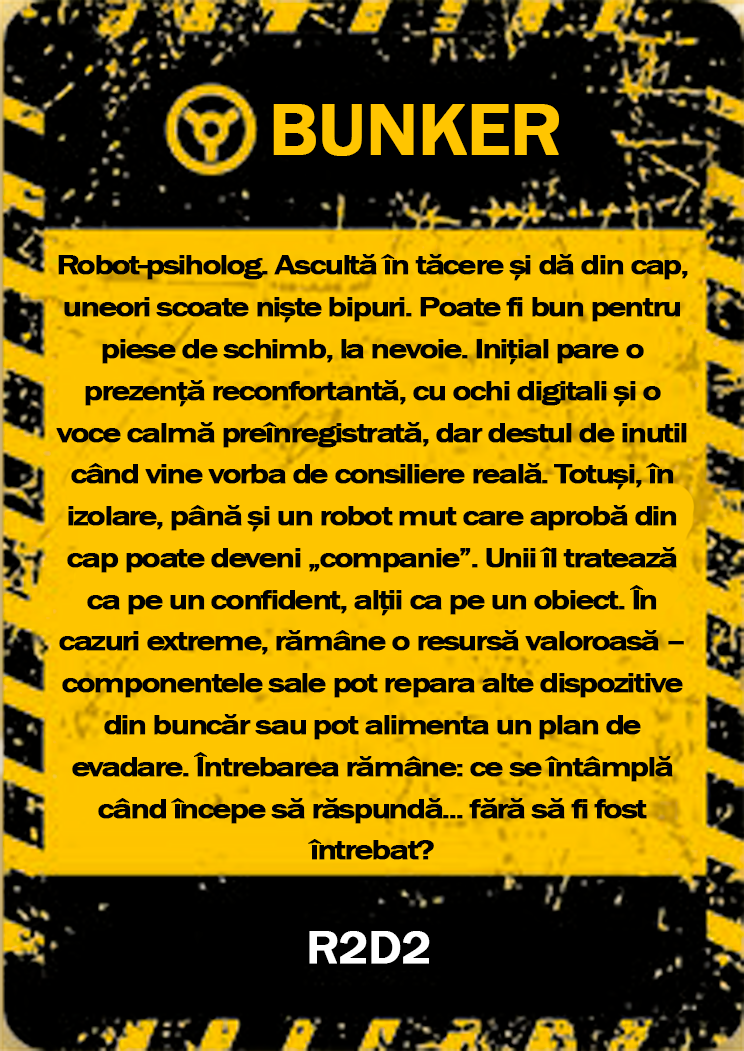 BUNKER
Robot-psiholog. Ascultă în tăcere și dă din cap,
uneori scoate niște bipuri. Poate fi bun pentru
piese de schimb, la nevoie. Inițial pare o
prezență reconfortantă, cu ochi digitali și o
voce calmă preînregistrată, dar destul de inutil
când vine vorba de consiliere reală. Totuși, în
izolare, până și un robot mut care aprobă din
cap poate deveni „companie”. Unii îl tratează
ca pe un confident, alții ca pe un obiect. În
cazuri extreme, rămâne o resursă valoroasă –
componentele sale pot repara alte dispozitive
din buncăr sau pot alimenta un plan de
evadare. Întrebarea rămâne: ce se întâmplă
când începe să răspundă... fără să fi fost
întrebat?
R2D2